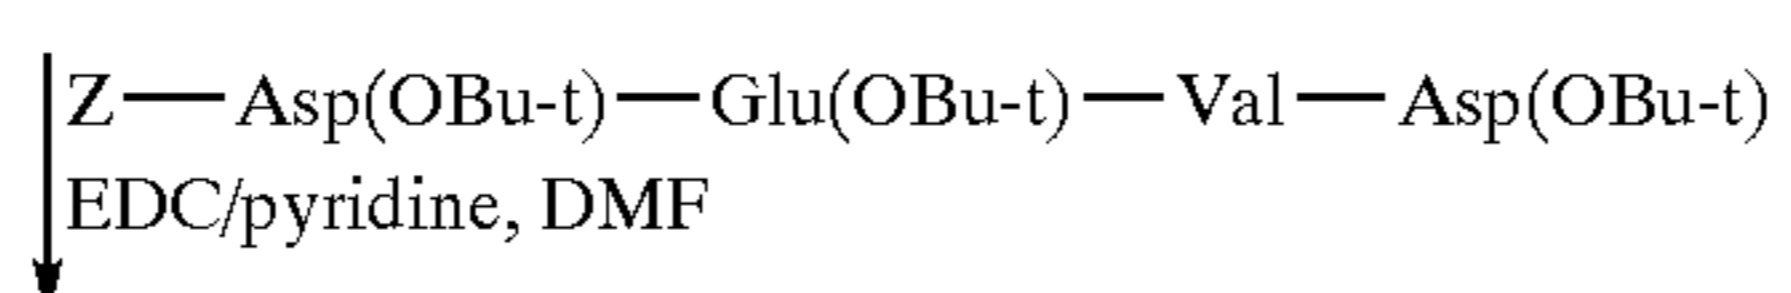 Z—Asp(OBu-t)—Glu(OBu-t)—Val—Asp(OBu-t)
EDC/pyridine, DMF